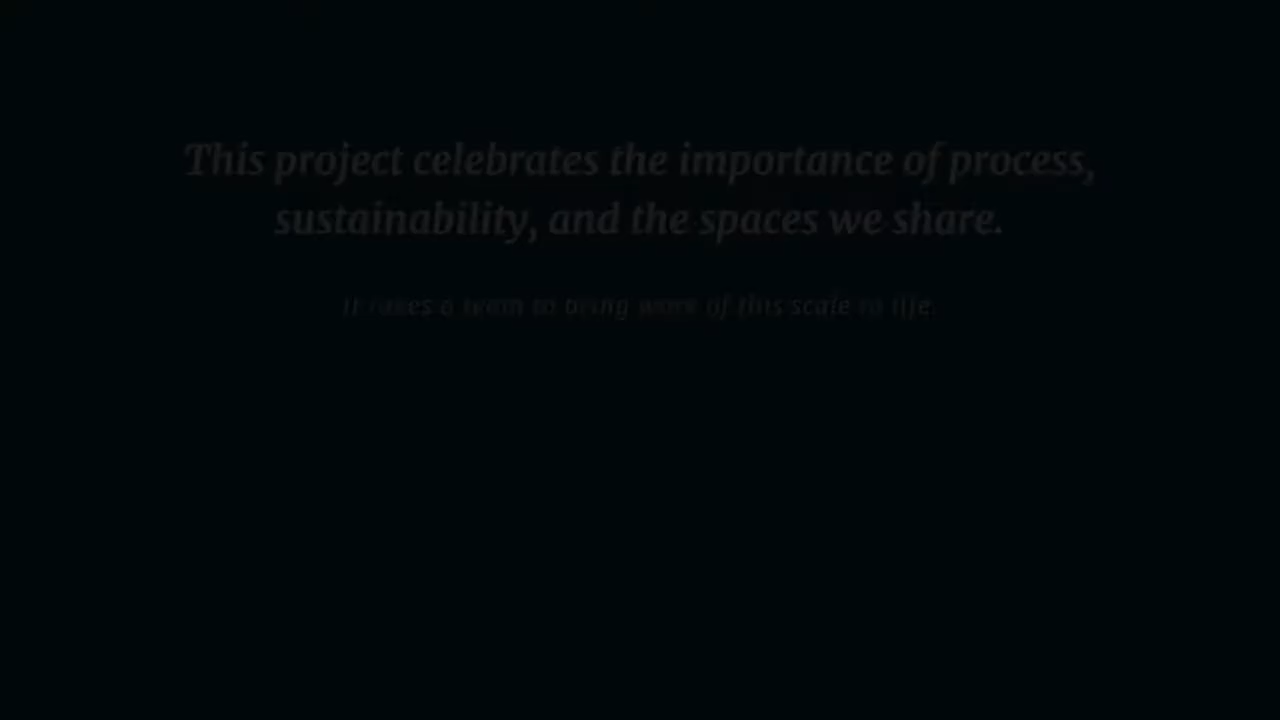 This project celebrates the importance of process,
sustainability, and the spaces we share.
It takes a team to bring work of this scale to life.